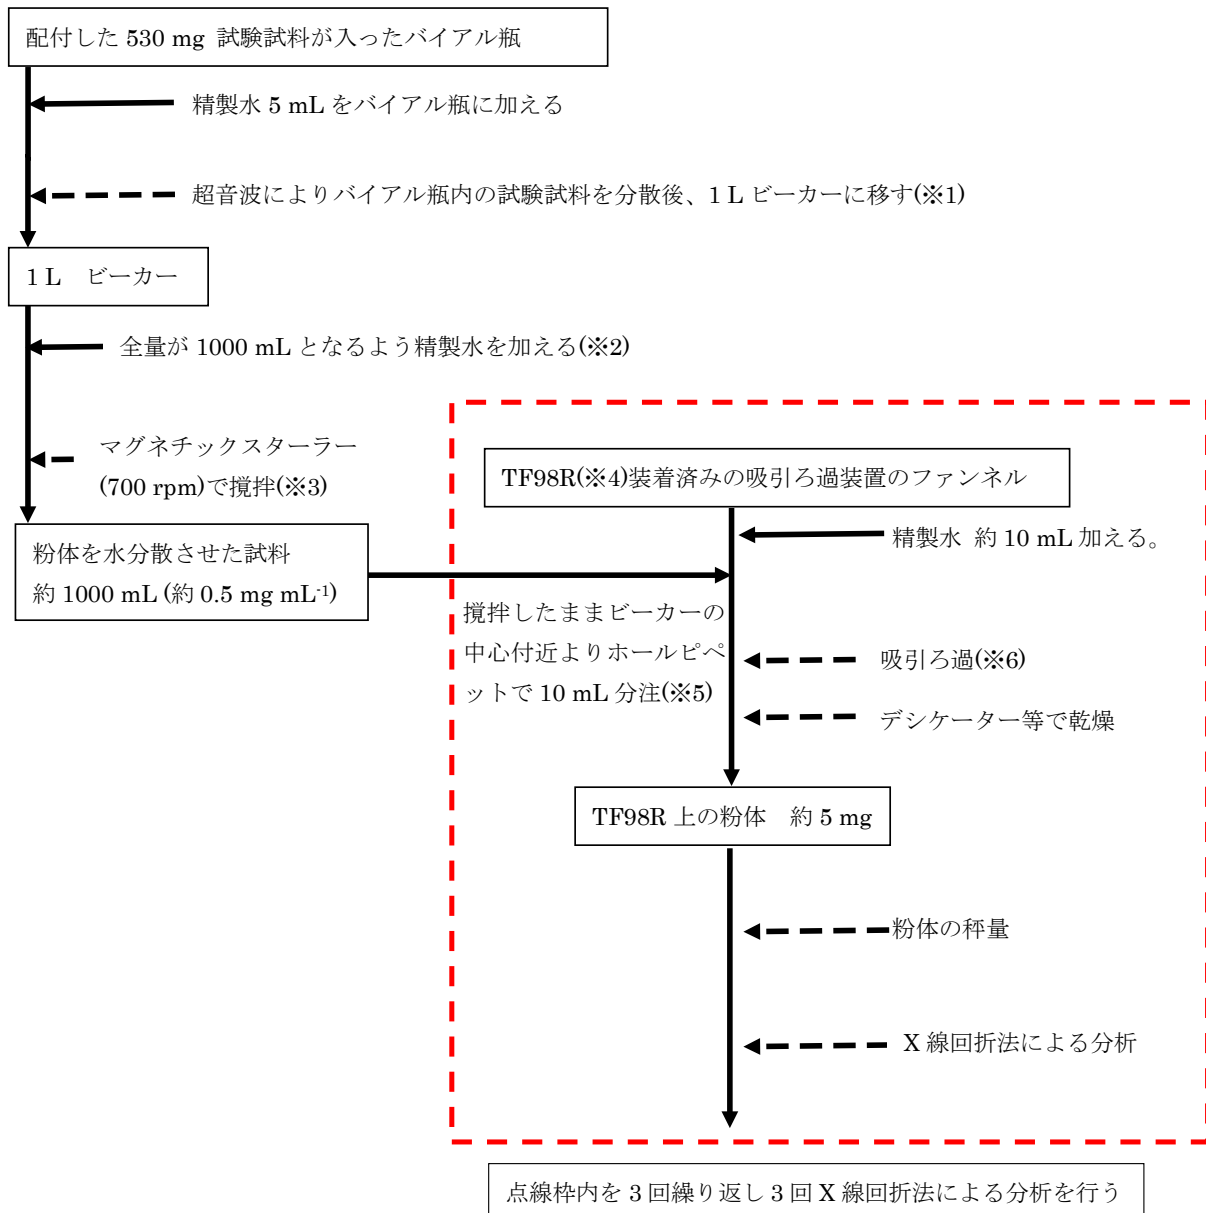 配付した 530 mg 試験試料が入ったバイアル瓶
精製水 5 mL をバイアル瓶に加える
超音波によりバイアル瓶内の試験試料を分散後、1 L ビーカーに移す(※1)
1 L　ビーカー
全量が 1000 mL となるよう精製水を加える(※2)
マグネチックスターラー
(700 rpm)で撹拌(※3)
粉体を水分散させた試料
約 1000 mL (約 0.5 mg mL-1)
TF98R(※4)装着済みの吸引ろ過装置のファンネル
精製水 約 10 mL 加える。
撹拌したままビーカーの
中心付近よりホールピペ
ットで 10 mL 分注(※5)
吸引ろ過(※6)
デシケーター等で乾燥
TF98R 上の粉体　約 5 mg
粉体の秤量
X 線回折法による分析
点線枠内を 3 回繰り返し 3 回 X 線回折法による分析を行う